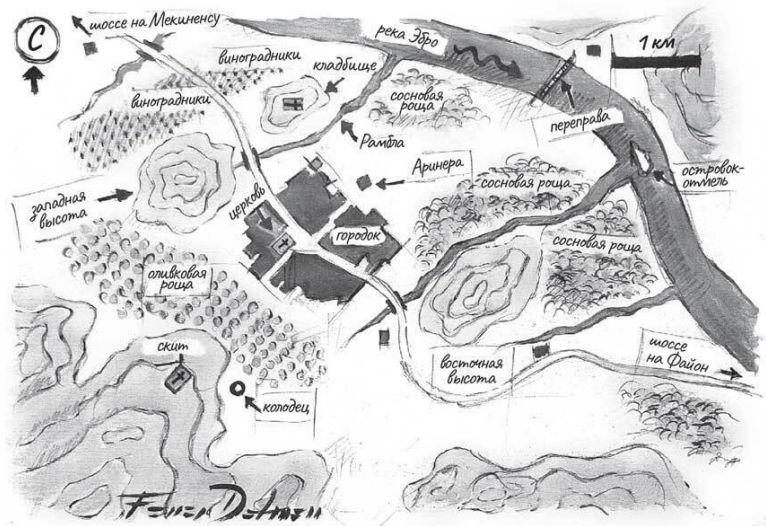 шоссе на Мекиненсу
С
река Эбро
1 км
виноградники
кладбище
виноградники
сосновая
роща
переправа
Рамбла
Аринера
островок-
отмель
западная
высота
церковь
сосновая роща
городок
сосновая роща
оливковая
роща
скит
восточная
высота
шоссе
на Файон
колодец